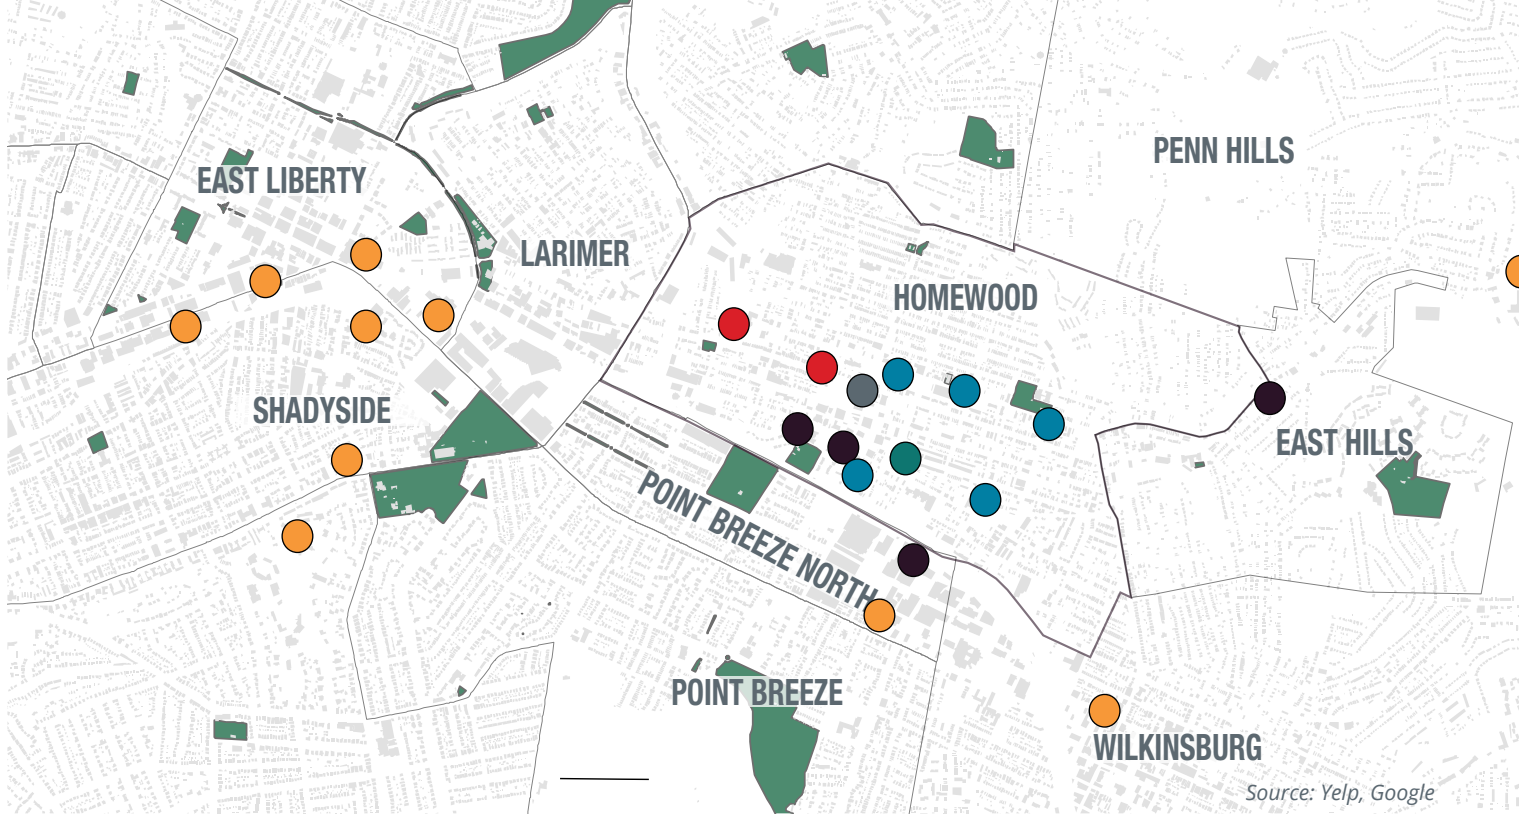 PENN HILLS
EAST LIBERTY
LARIMER
HOMEWOOD
SHADYSIDE
EAST HILLS
POINT BREEZE NORTH
POINT BREEZE
WILKINSBURG
Source: Yelp, Google